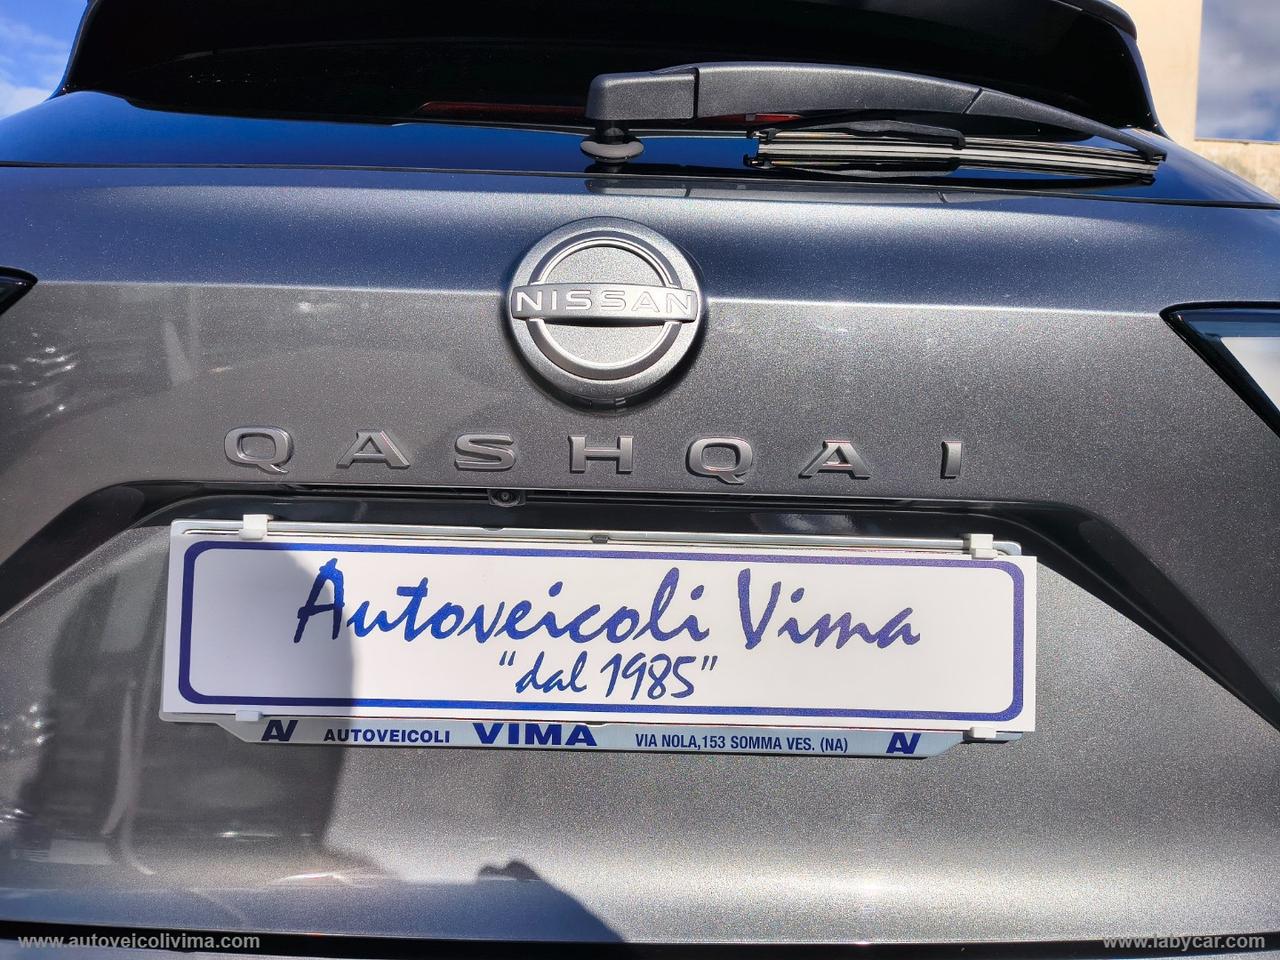 NISSAN
QASHQAI
Autoveicoli Vima
"dal 1985"
AV AUTOVEICOLI VIMA VIA NOLA,153 SOMMA VES. (NA) AV
www.autoveicolivima.com
www.labycar.com